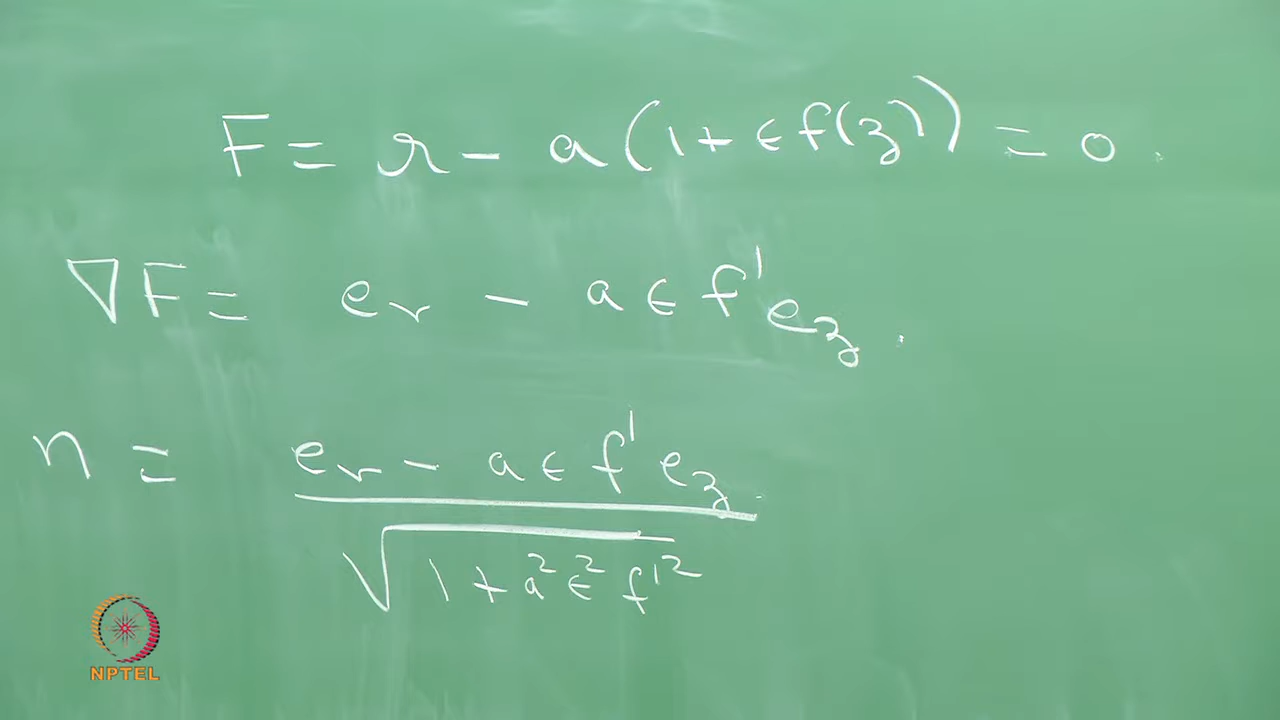 F = r - a(1 + ϵ f(z)) = 0.
∇F = e_r - a ϵ f' e_z.
n = (e_r - a ϵ f' e_z) / √(1 + a² ϵ² f'²)
NPTEL